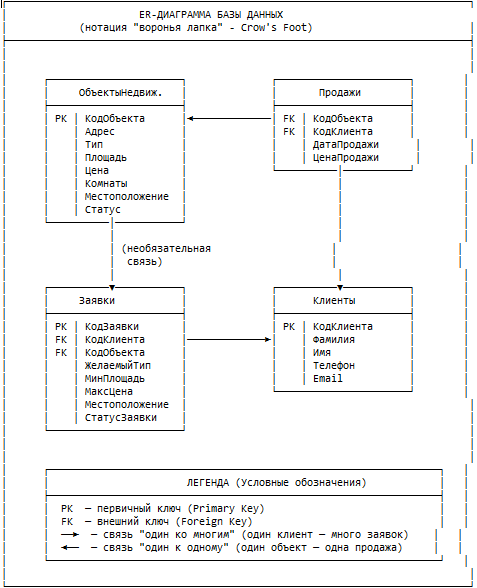 ER-ДИАГРАММА БАЗЫ ДАННЫХ
(нотация "воронья лапка" - Crow's Foot)
ОбъектыНедвиж.
PK | КодОбъекта
Адрес
Тип
Площадь
Цена
Комнаты
Местоположение
Статус
Продажи
FK | КодОбъекта
FK | КодКлиента
ДатаПродажи
ЦенаПродажи
(необязательная
связь)
Заявки
PK | КодЗаявки
FK | КодКлиента
FK | КодОбъекта
ЖелаемыйТип
МинПлощадь
МаксЦена
Местоположение
СтатусЗаявки
Клиенты
PK | КодКлиента
Фамилия
Имя
Телефон
Email
ЛЕГЕНДА (Условные обозначения)
PK — первичный ключ (Primary Key)
FK — внешний ключ (Foreign Key)
— связь "один ко многим" (один клиент — много заявок)
— связь "один к одному" (один объект — одна продажа)